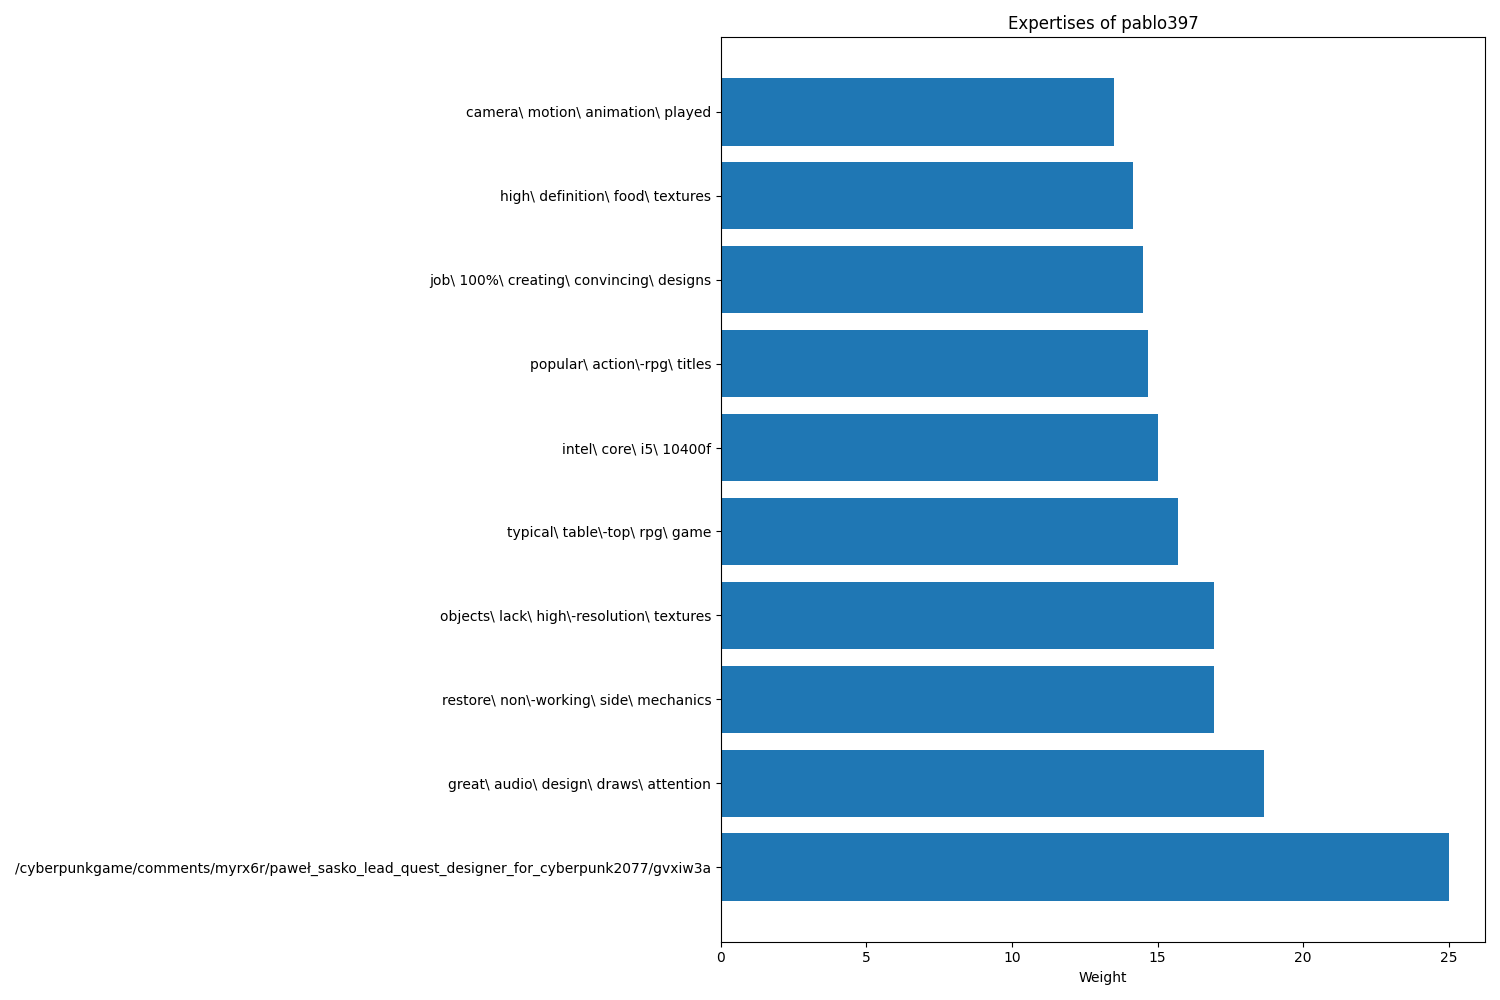 Expertises of pablo397
camera\ motion\ animation\ played
high\ definition\ food\ textures
job\ 100%\ creating\ convincing\ designs
popular\ action\-rpg\ titles
intel\ core\ i5\ 10400f
typical\ table\-top\ rpg\ game
objects\ lack\ high\-resolution\ textures
restore\ non\-working\ side\ mechanics
great\ audio\ design\ draws\ attention
/cyberpunkgame/comments/myrx6r/paweł_sasko_lead_quest_designer_for_cyberpunk2077/gvxiw3a
0 5 10 15 20 25
Weight